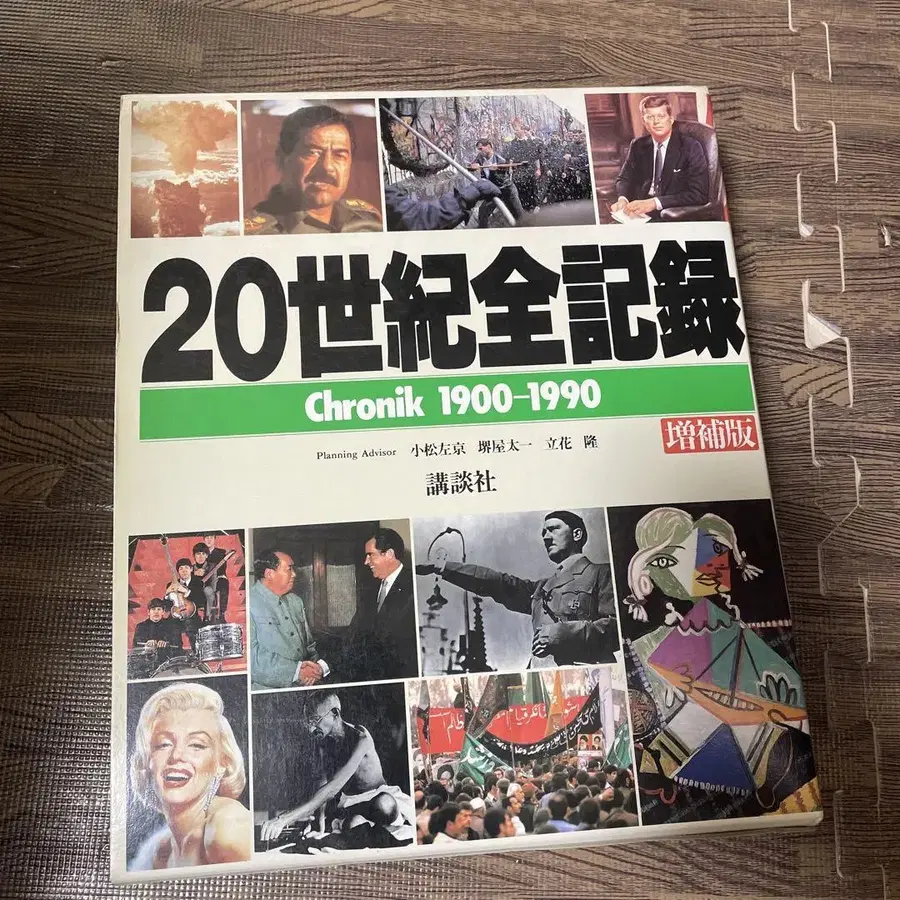 20世紀全記録
Chronik 1900-1990
増補版
Planning Advisor 小松左京 堺屋太一 立花 隆
講談社